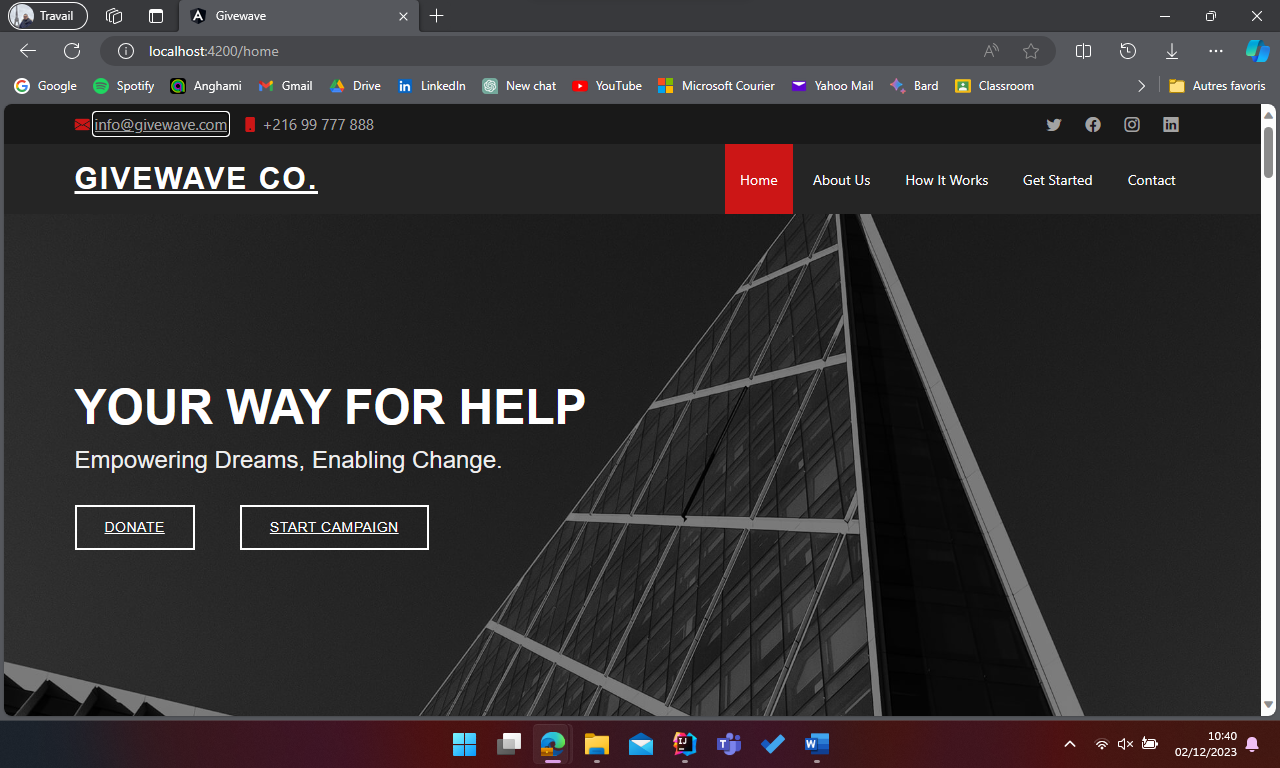 Travail
Givewave
localhost:4200/home
Google Spotify Anghami Gmail Drive LinkedIn New chat YouTube Microsoft Courier Yahoo Mail Bard Classroom Autres favoris
info@givewave.com +216 99 777 888
GIVEWAVE CO.
Home About Us How It Works Get Started Contact
YOUR WAY FOR HELP
Empowering Dreams, Enabling Change.
DONATE START CAMPAIGN
10:40
02/12/2023